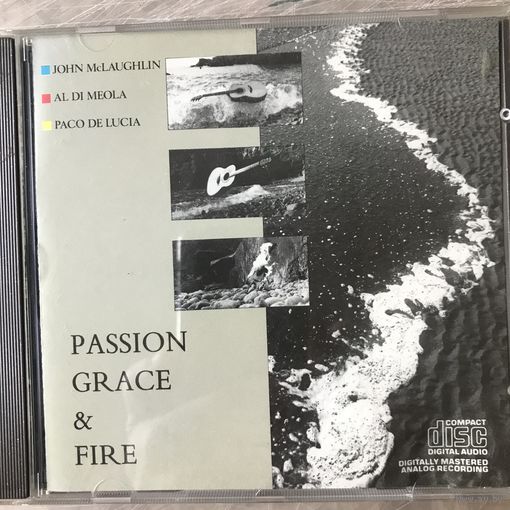 JOHN McLAUGHLIN
AL DI MEOLA
PACO DE LUCIA
PASSION
GRACE
&
FIRE
COMPACT
disc
DIGITAL AUDIO
DIGITALLY MASTERED
ANALOG RECORDING